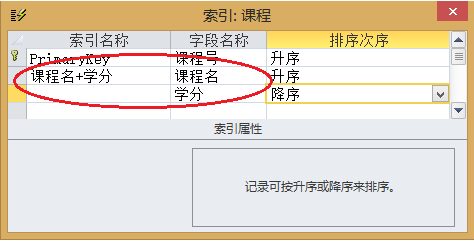 索引: 课程
索引名称 字段名称 排序次序
PrimaryKey 课程号 升序
课程名+学分 课程名 升序
学分 降序
索引属性
记录可按升序或降序来排序。